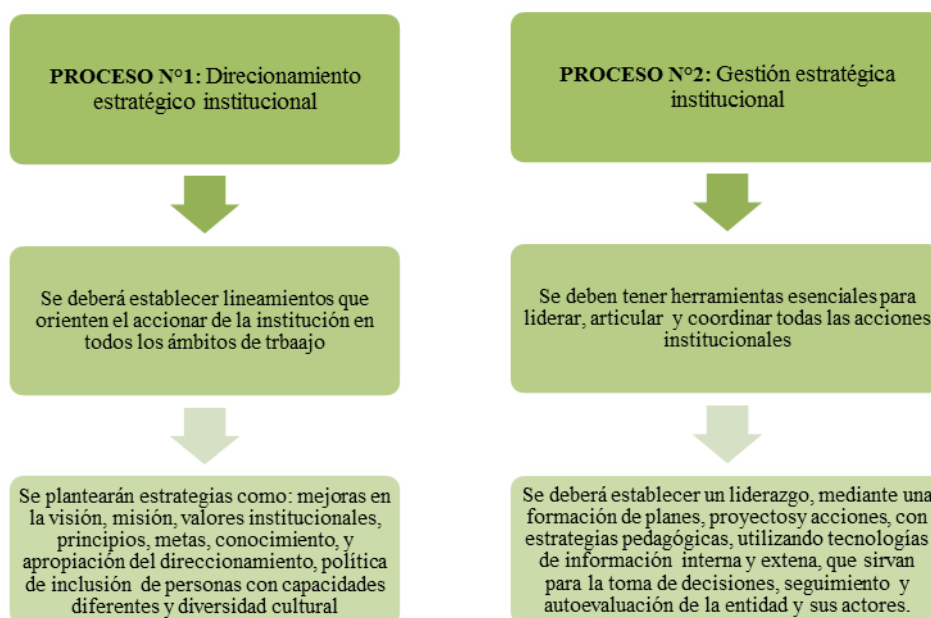 PROCESO N°1: Direcionamiento
estratégico institucional
Se deberá establecer lineamientos que
orienten el accionar de la institución en
todos los ámbitos de trbaajo
Se plantearán estrategias como: mejoras en
la visión, misión, valores institucionales,
principios, metas, conocimiento, y
apropiación del direccionamiento, política
de inclusión de personas con capacidades
diferentes y diversidad cultural
PROCESO N°2: Gestión estratégica
institucional
Se deben tener herramientas esenciales para
liderar, articular y coordinar todas las acciones
institucionales
Se deberá establecer un liderazgo, mediante una
formación de planes, proyectosy acciones, con
estrategias pedagógicas, utilizando tecnologías
de información interna y extena, que sirvan
para la toma de decisiones, seguimiento y
autoevaluación de la entidad y sus actores.